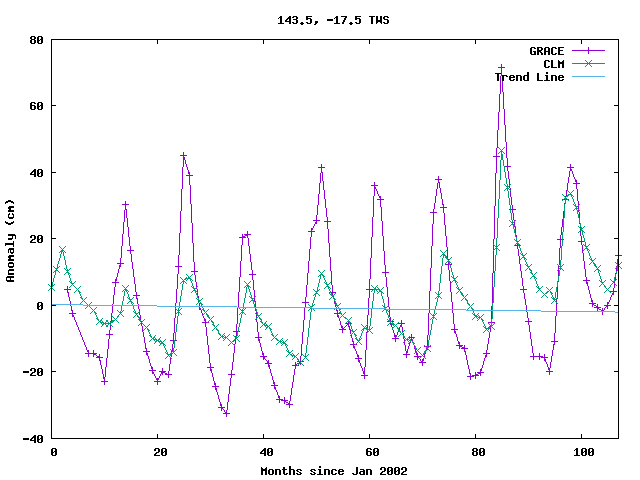 143.5, -17.5 TWS
GRACE
CLM
Trend Line
80
60
40
20
0
-20
-40
Anomaly (cm)
0 20 40 60 80 100
Months since Jan 2002